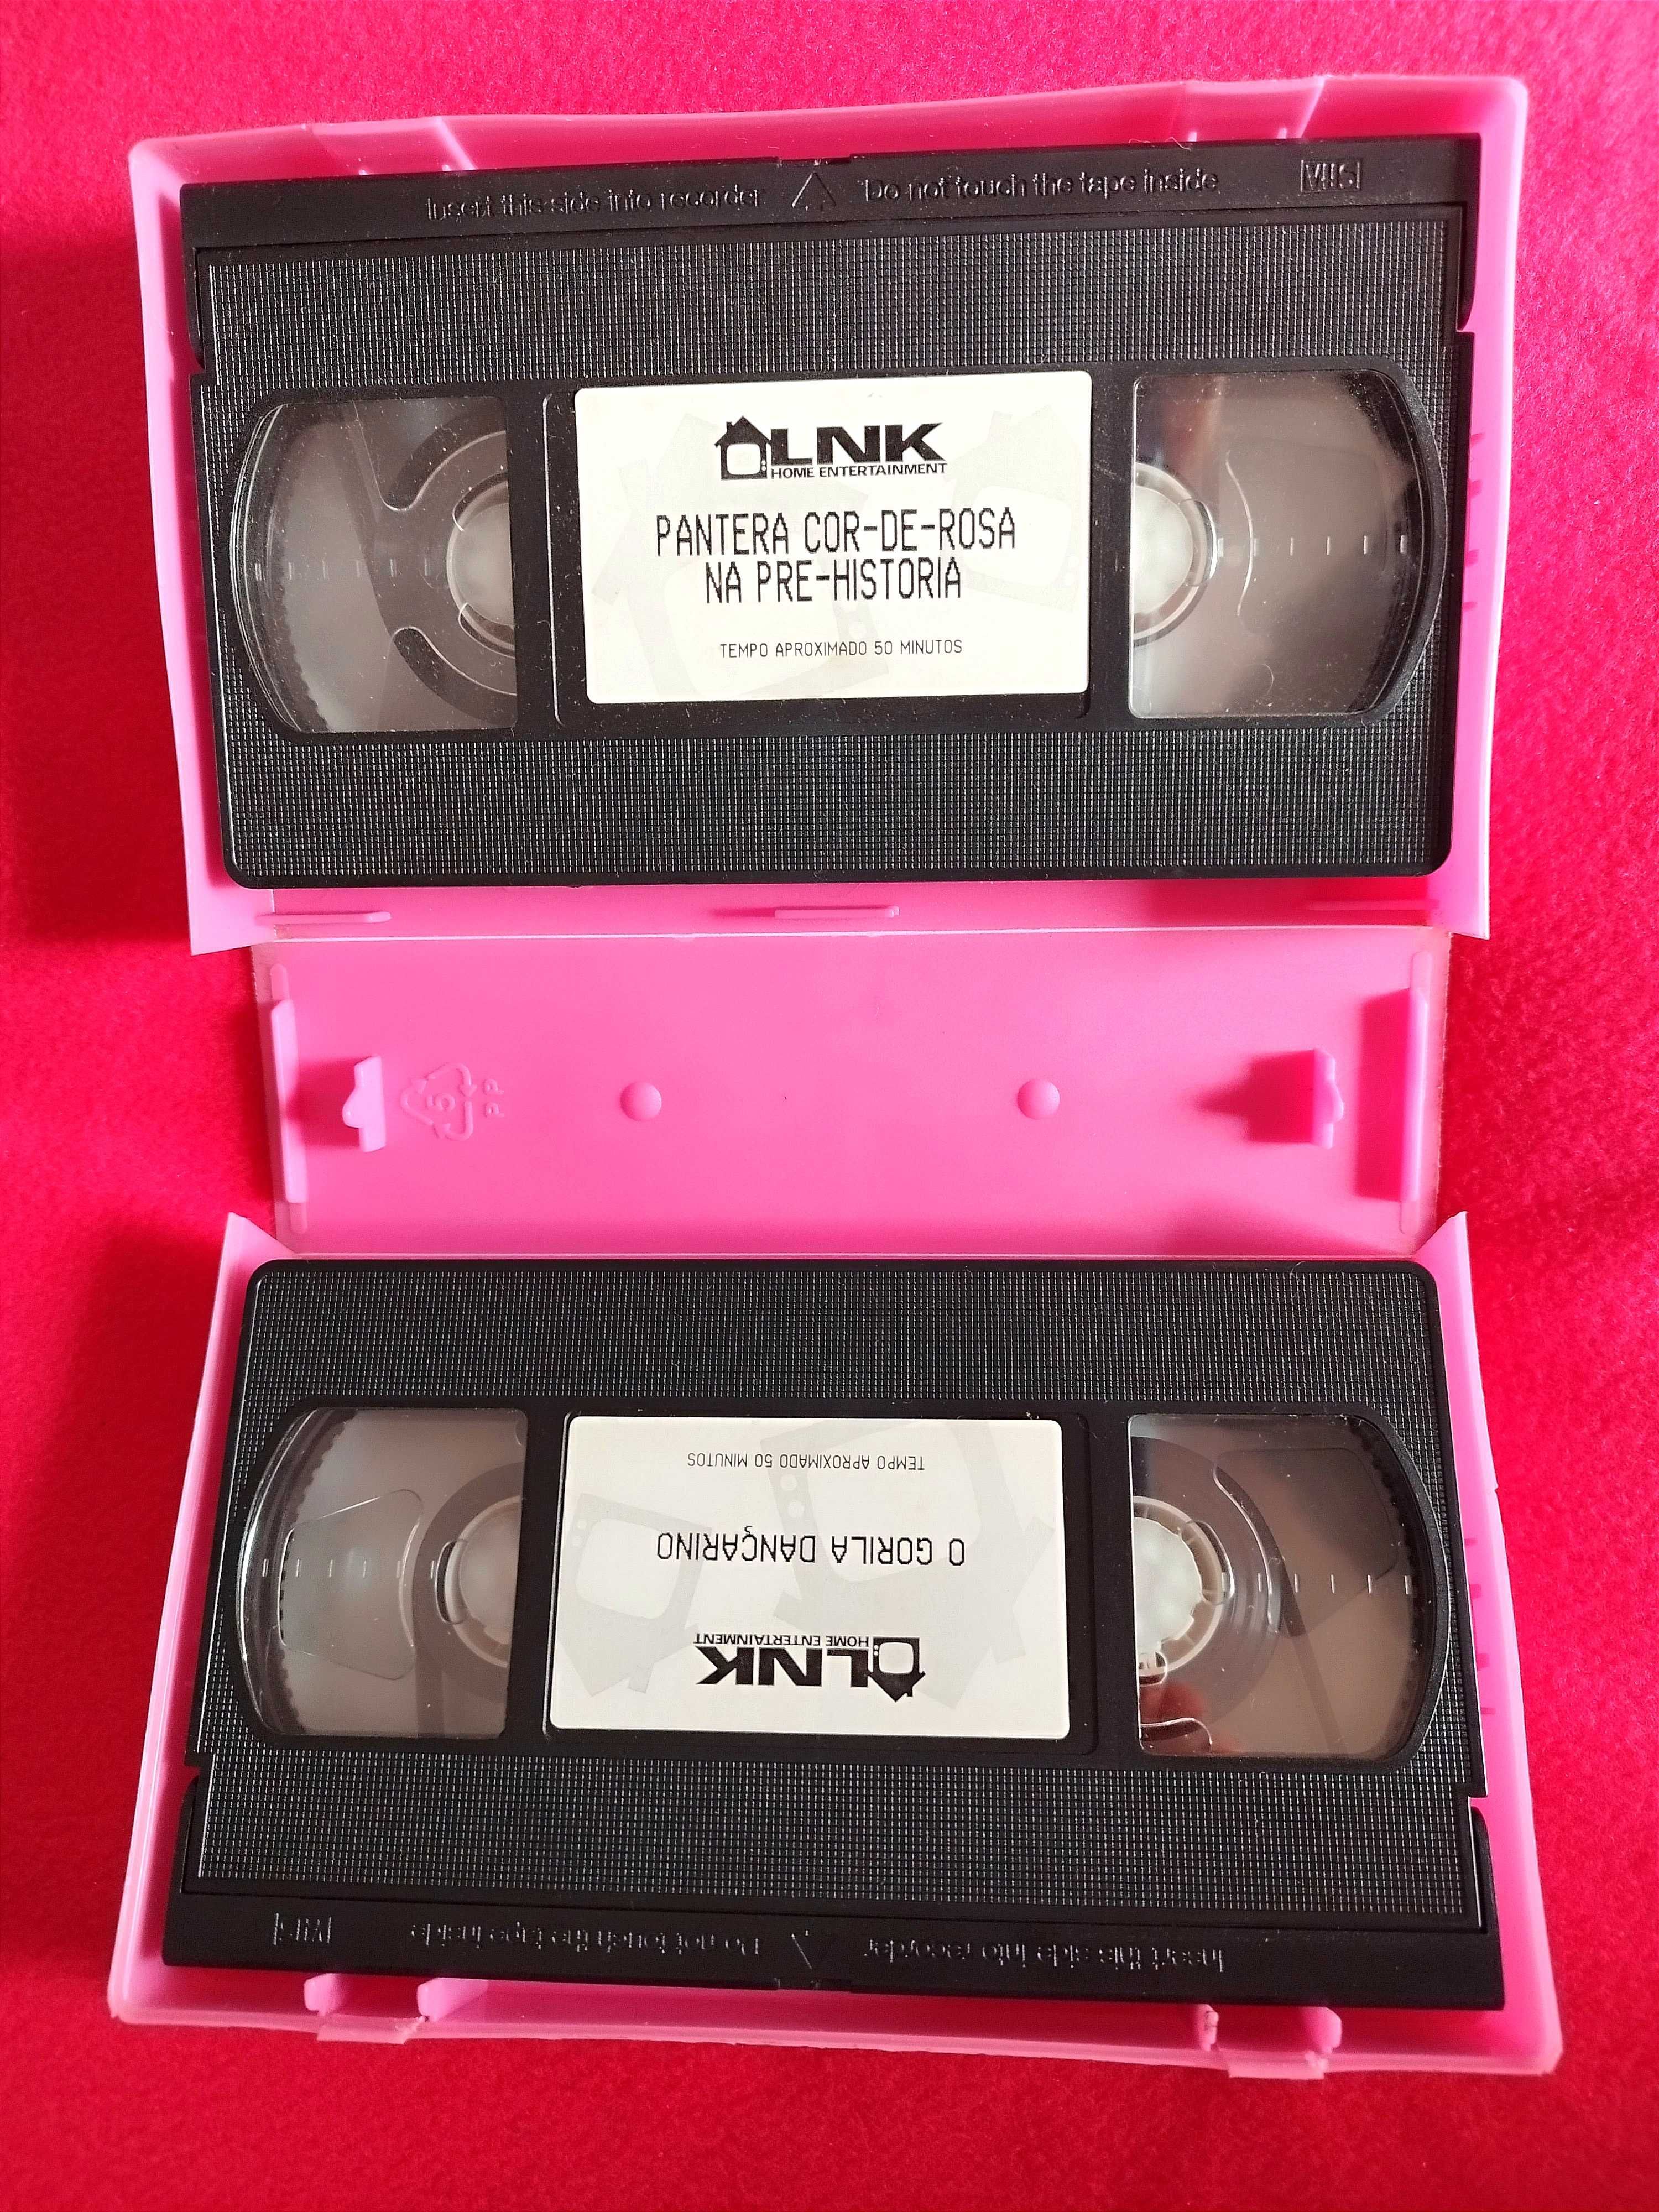 Insert this side into recorder Do not touch the tape inside VHS
LNK
HOME ENTERTAINMENT
PANTERA COR-DE-ROSA
NA PRE-HISTORIA
TEMPO APROXIMADO 50 MINUTOS
5
PP
LNK
HOME ENTERTAINMENT
O GORILA DANÇARINO
TEMPO APROXIMADO 50 MINUTOS
Insert this side into recorder Do not touch the tape inside VHS